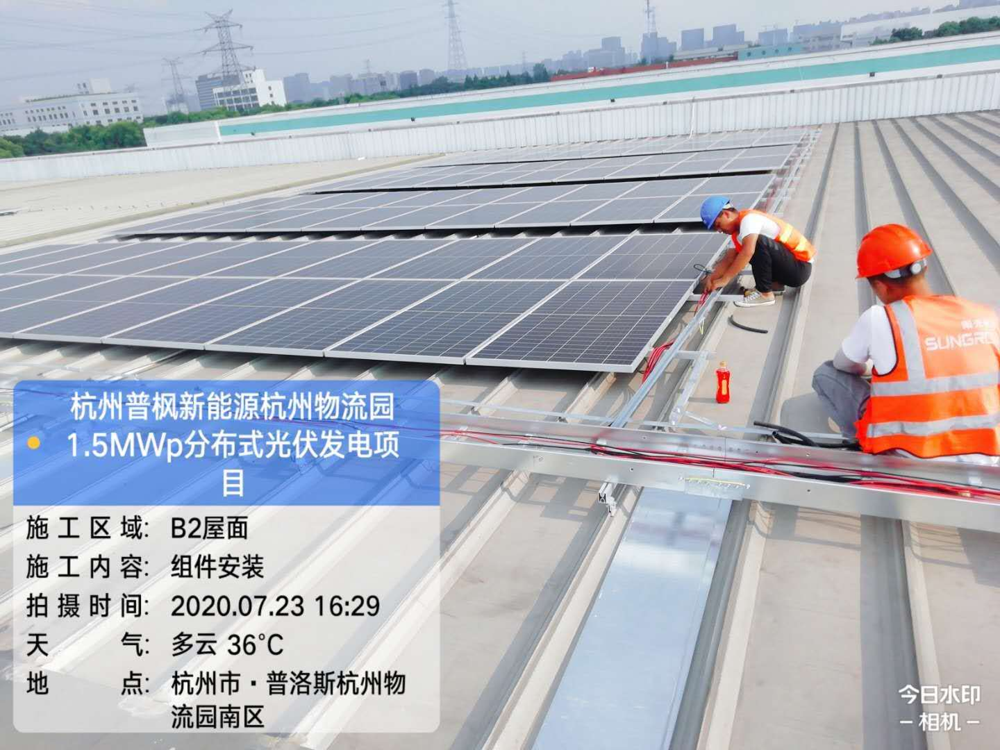 杭州普枫新能源杭州物流园
1.5MWp分布式光伏发电项
目
施工区域: B2屋面
施工内容: 组件安装
拍摄时间: 2020.07.23 16:29
天气: 多云 36°C
地点: 杭州市·普洛斯杭州物
流园南区
今日水印
相机